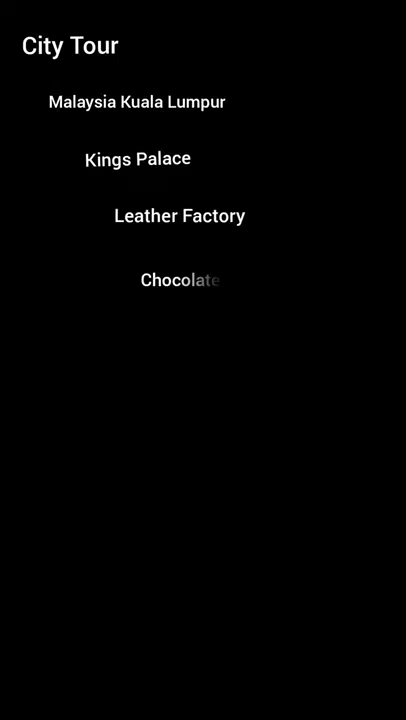 City Tour
Malaysia Kuala Lumpur
Kings Palace
Leather Factory
Chocolate